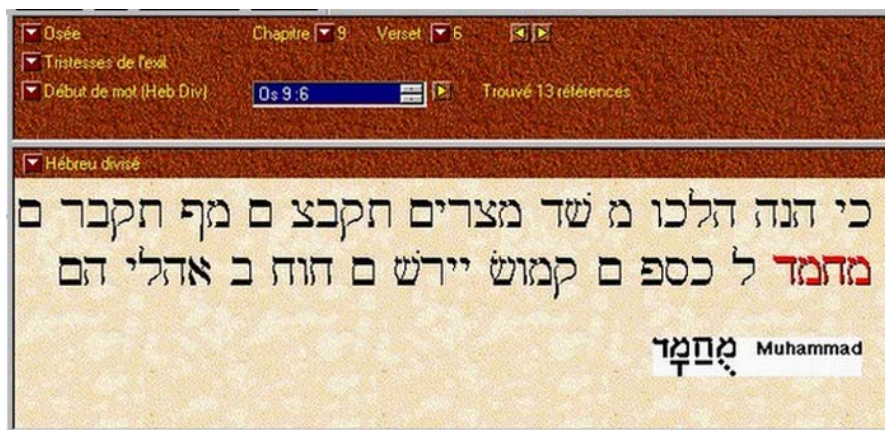 Osée Chapitre 9 Verset 6
Tristesses de l'exil
Début de mot (Heb Div) Os 9:6 Trouvé 13 références
Hébreu divisé
כי הנה הלכו מ שׁד מצרים תקבצ ם מף תקבר ם
מחמד ל כספ ם קמושׂ יירשׁ ם חוח ב אהלי הם
מֻחַמָד Muhammad